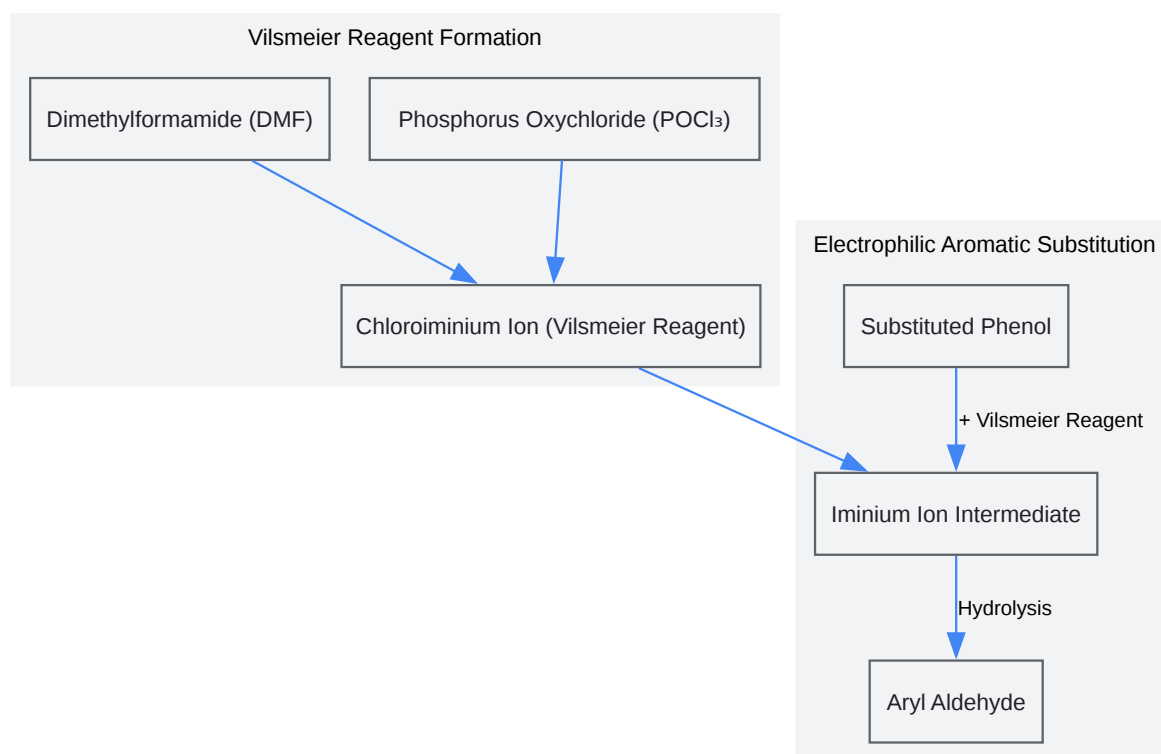 Vilsmeier Reagent Formation
Dimethylformamide (DMF)
Phosphorus Oxychloride (POCl₃)
Chloroiminium Ion (Vilsmeier Reagent)
Electrophilic Aromatic Substitution
Substituted Phenol
+ Vilsmeier Reagent
Iminium Ion Intermediate
Hydrolysis
Aryl Aldehyde